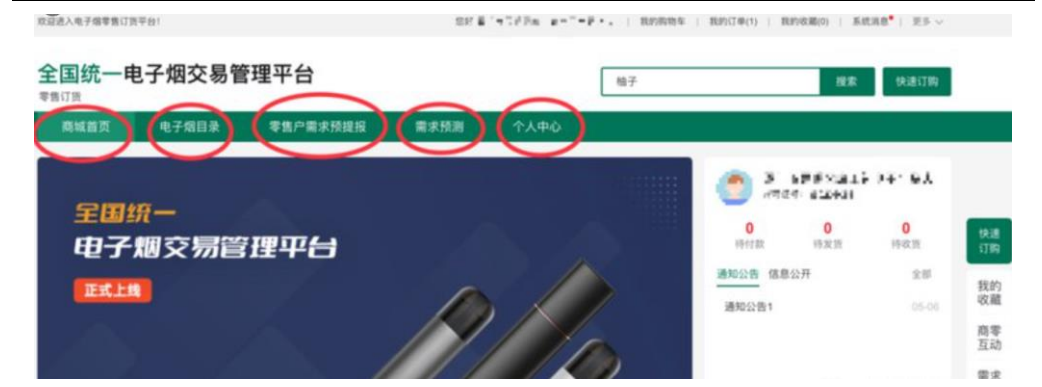 欢迎进入电子烟零售订货平台！
您好 | 我的购物车 | 我的订单(1) | 我的收藏(0) | 系统消息 | 更多
全国统一电子烟交易管理平台
零售订货
柚子 搜索 快速订购
商城首页 电子烟目录 零售户需求预提报 需求预测 个人中心
全国统一
电子烟交易管理平台
正式上线
0 0 0
待付款 待发货 待收货
通知公告 信息公开 全部
通知公告1 05-06
快速
订购
我的
收藏
商零
互动
需求